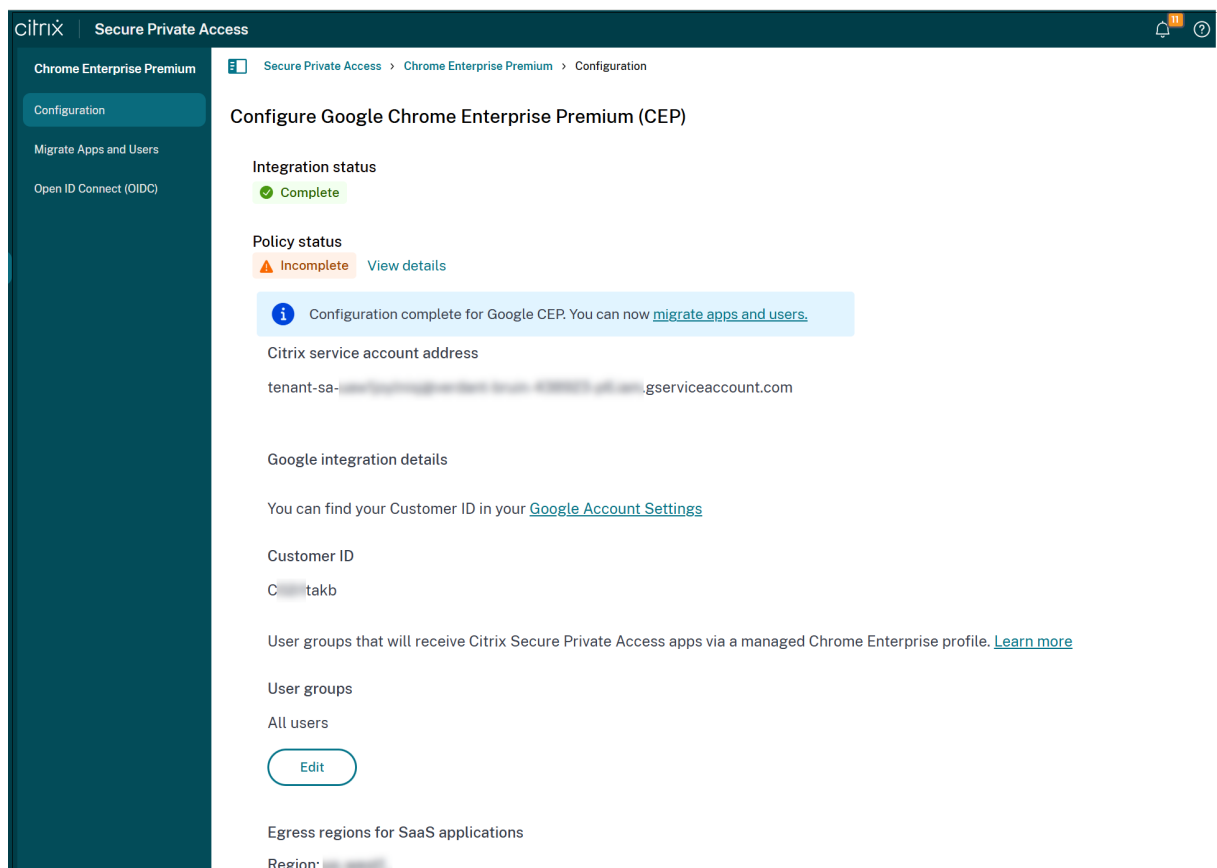 citrix Secure Private Access
11
Chrome Enterprise Premium
Configuration
Migrate Apps and Users
Open ID Connect (OIDC)
Secure Private Access > Chrome Enterprise Premium > Configuration
Configure Google Chrome Enterprise Premium (CEP)
Integration status
Complete
Policy status
Incomplete View details
Configuration complete for Google CEP. You can now migrate apps and users.
Citrix service account address
tenant-sa- .gserviceaccount.com
Google integration details
You can find your Customer ID in your Google Account Settings
Customer ID
C takb
User groups that will receive Citrix Secure Private Access apps via a managed Chrome Enterprise profile. Learn more
User groups
All users
Edit
Egress regions for SaaS applications
Region: